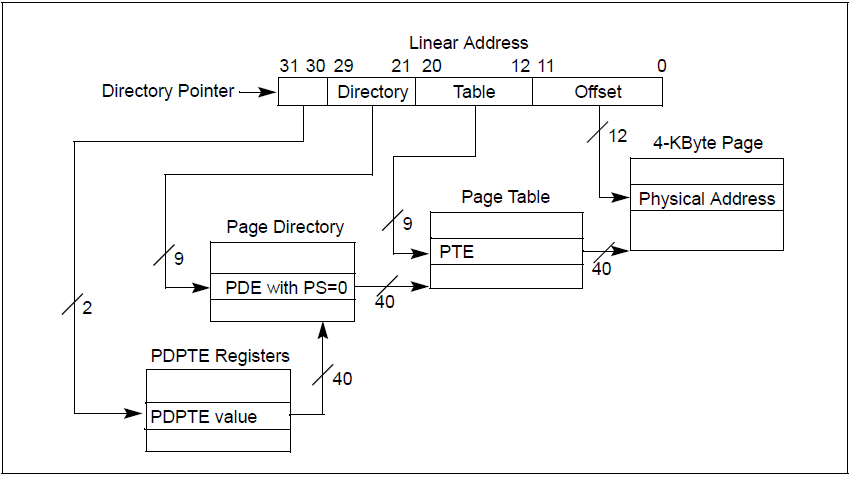 Linear Address
31 30 29 21 20 12 11 0
Directory Pointer Directory Table Offset
12
4-KByte Page
Physical Address
Page Table
9
PTE
40
Page Directory
9
PDE with PS=0
40
2
PDPTE Registers
40
PDPTE value